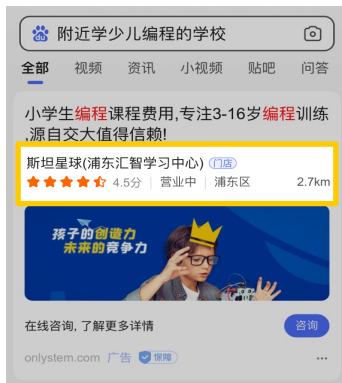 附近学少儿编程的学校
全部 视频 资讯 小视频 贴吧 问答
小学生编程课程费用,专注3-16岁编程训练
,源自交大值得信赖!
斯坦星球(浦东汇智学习中心) 门店
4.5分 营业中 浦东区 2.7km
孩子的创造力
未来的竞争力
在线咨询,了解更多详情 咨询
onlystem.com 广告 保障